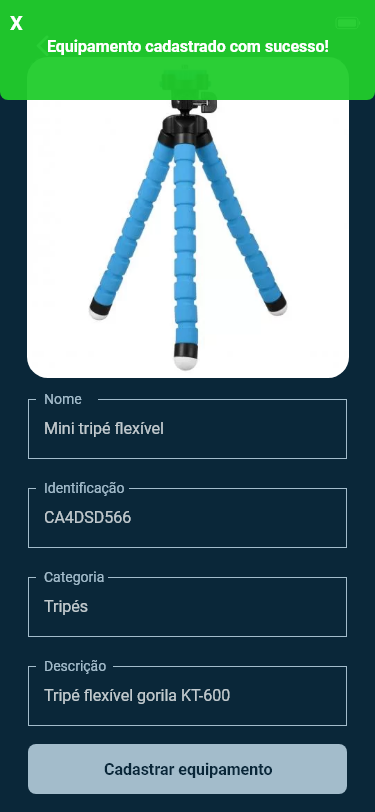 X
Equipamento cadastrado com sucesso!
Nome
Mini tripé flexível
Identificação
CA4DSD566
Categoria
Tripés
Descrição
Tripé flexível gorila KT-600
Cadastrar equipamento